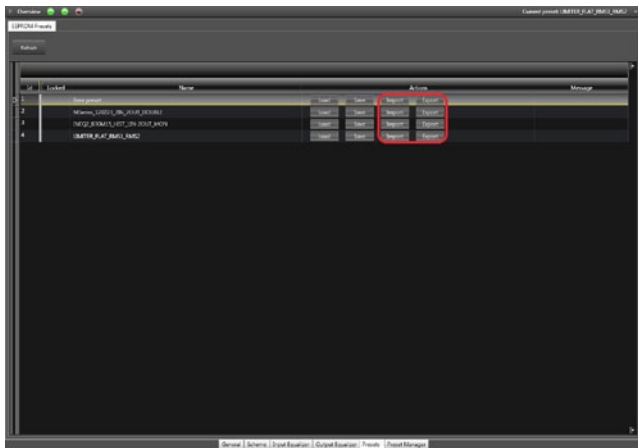 Overview
Current preset: LIMITER_FLAT_RMS1_RMS2
EEPROM Presets
Refresh
Id Locked Name Actions Message
1 Base preset Load Save Import Export
2 Load Save Import Export
3 Load Save Import Export
4 LIMITER_FLAT_RMS1_RMS2 Load Save Import Export
General Scheme Input Equalizer Output Equalizer Presets Preset Manager